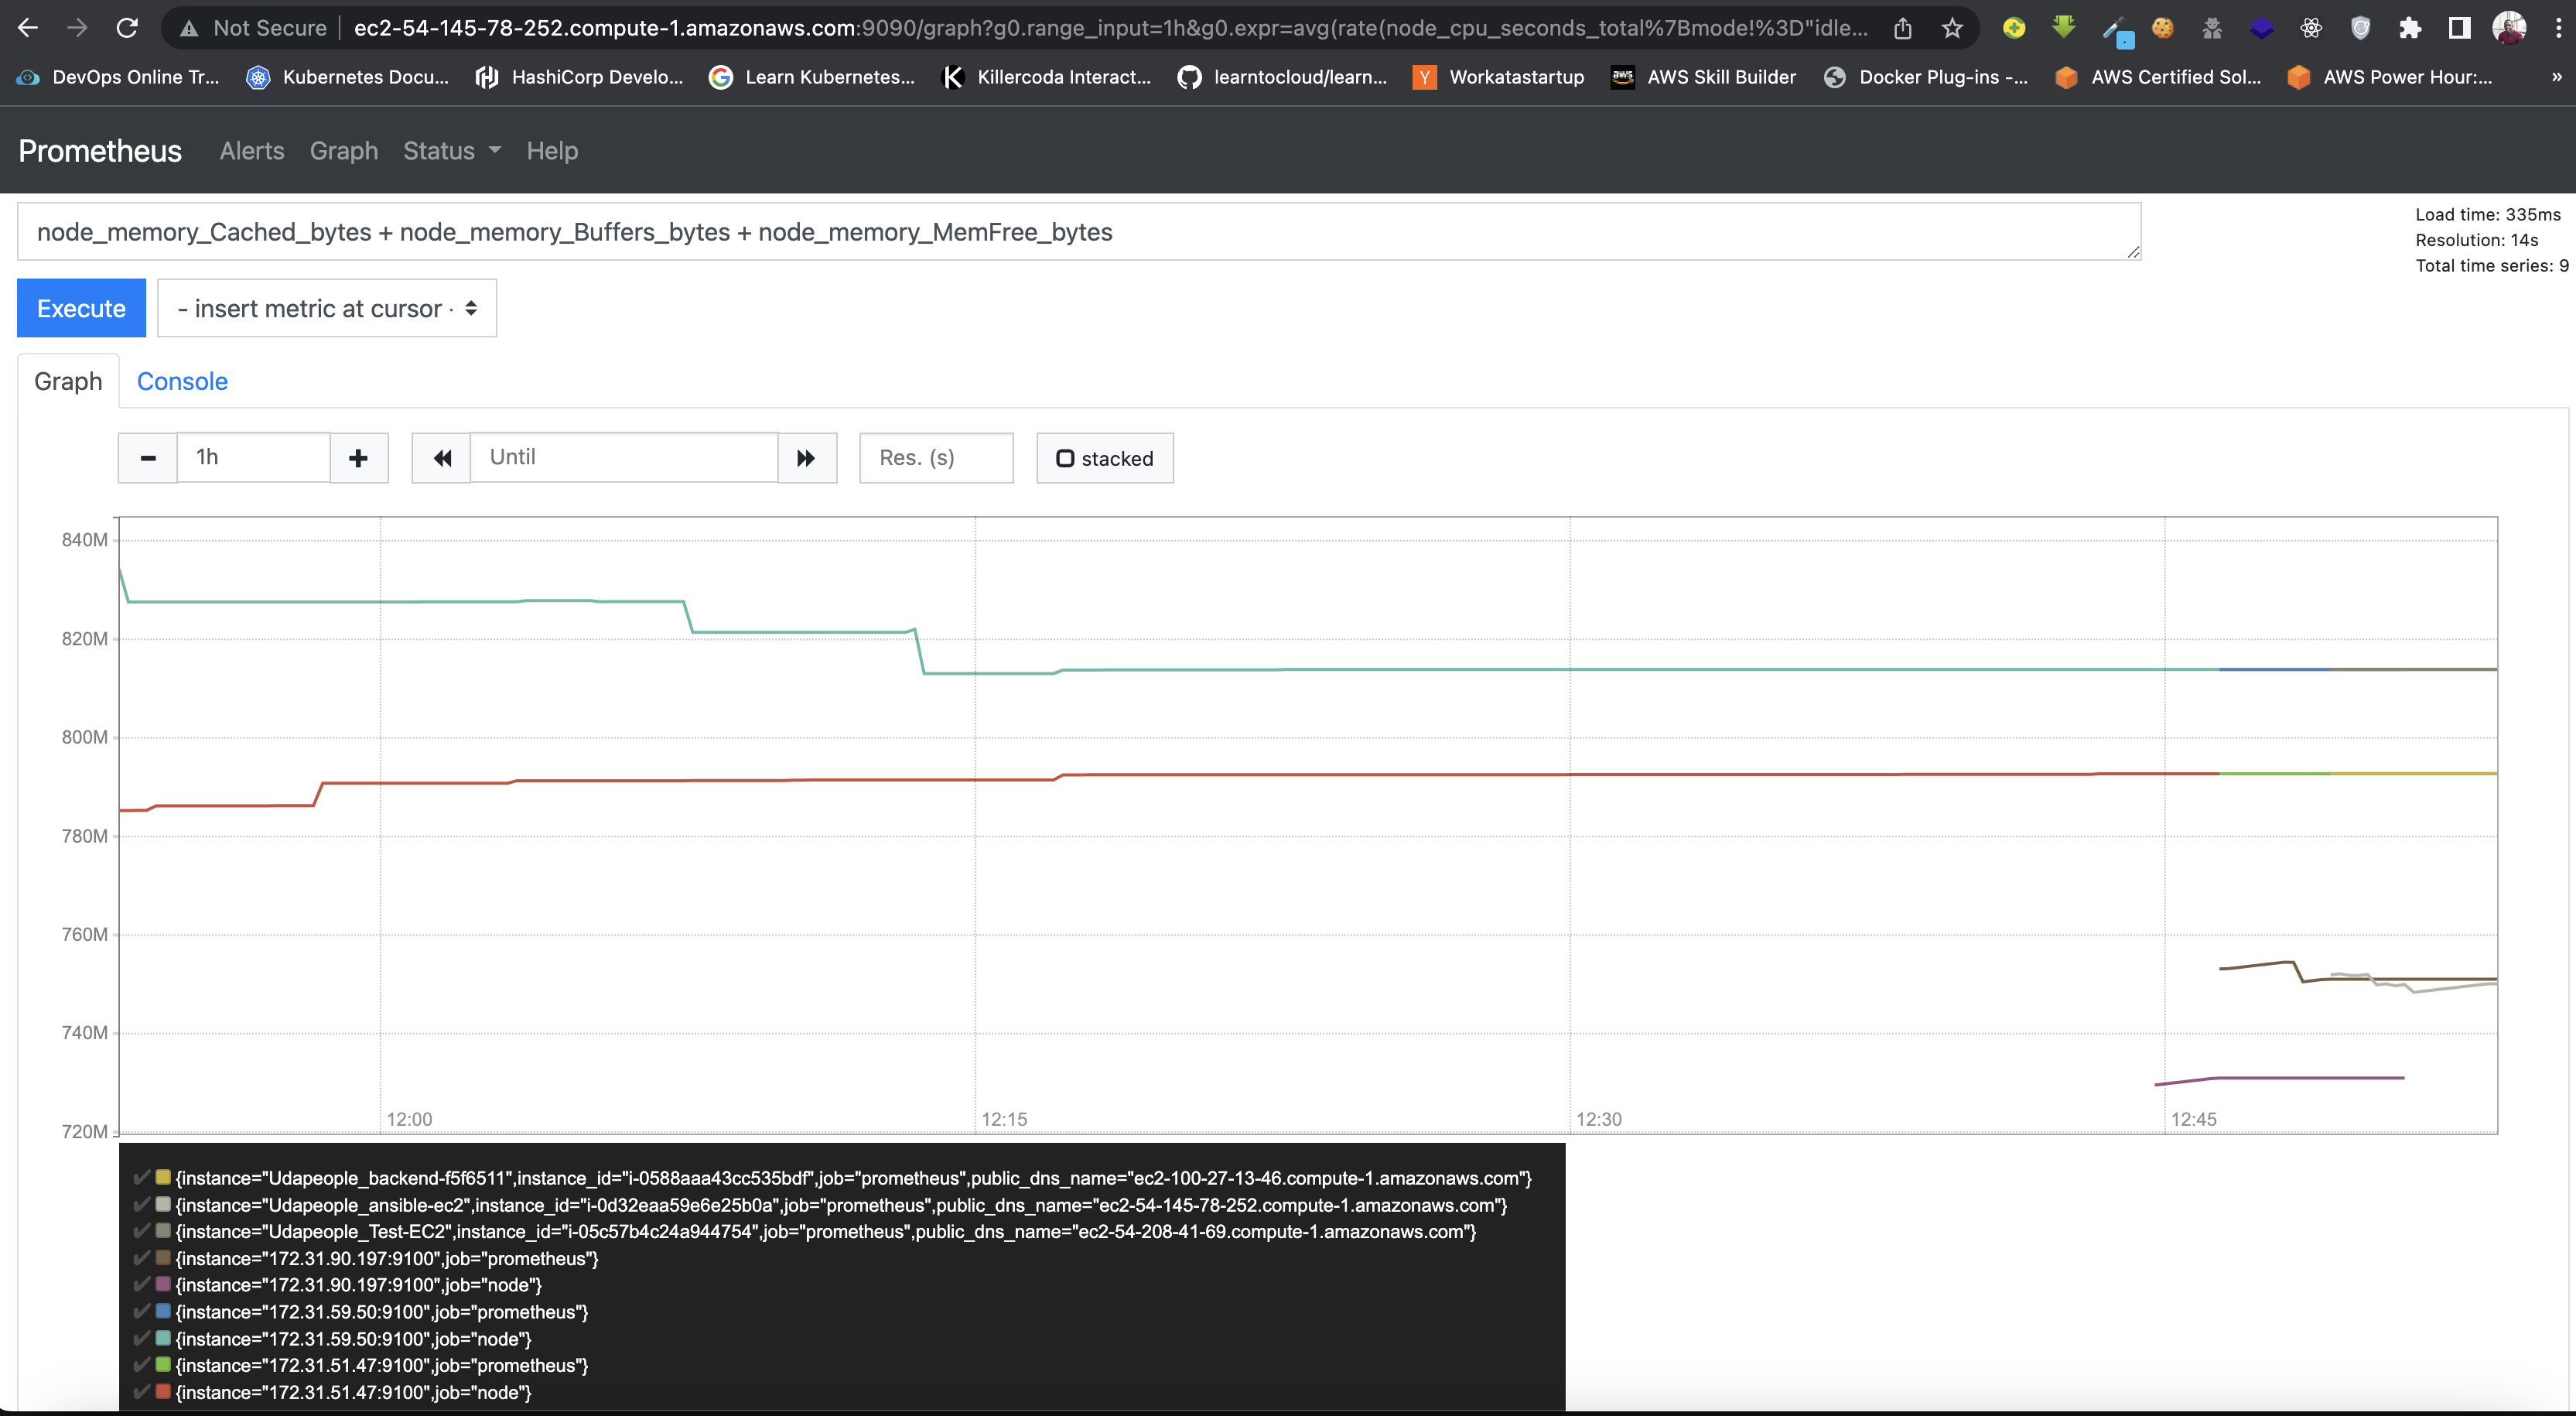 Not Secure ec2-54-145-78-252.compute-1.amazonaws.com:9090/graph?g0.range_input=1h&g0.expr=avg(rate(node_cpu_seconds_total%7Bmode!%3D"idle...
DevOps Online Tr... Kubernetes Docu... HashiCorp Develo... Learn Kubernetes... Killercoda Interact... learntocloud/learn... Workatastartup AWS Skill Builder Docker Plug-ins -... AWS Certified Sol... AWS Power Hour:... »
Prometheus Alerts Graph Status Help
node_memory_Cached_bytes + node_memory_Buffers_bytes + node_memory_MemFree_bytes
Load time: 335ms
Resolution: 14s
Total time series: 9
Execute - insert metric at cursor -
Graph Console
1h Until Res. (s) stacked
840M
820M
800M
780M
760M
740M
720M
12:00 12:15 12:30 12:45
{instance="Udapeople_backend-f5f6511",instance_id="i-0588aaa43cc535bdf",job="prometheus",public_dns_name="ec2-100-27-13-46.compute-1.amazonaws.com"}
{instance="Udapeople_ansible-ec2",instance_id="i-0d32eaa59e6e25b0a",job="prometheus",public_dns_name="ec2-54-145-78-252.compute-1.amazonaws.com"}
{instance="Udapeople_Test-EC2",instance_id="i-05c57b4c24a944754",job="prometheus",public_dns_name="ec2-54-208-41-69.compute-1.amazonaws.com"}
{instance="172.31.90.197:9100",job="prometheus"}
{instance="172.31.90.197:9100",job="node"}
{instance="172.31.59.50:9100",job="prometheus"}
{instance="172.31.59.50:9100",job="node"}
{instance="172.31.51.47:9100",job="prometheus"}
{instance="172.31.51.47:9100",job="node"}